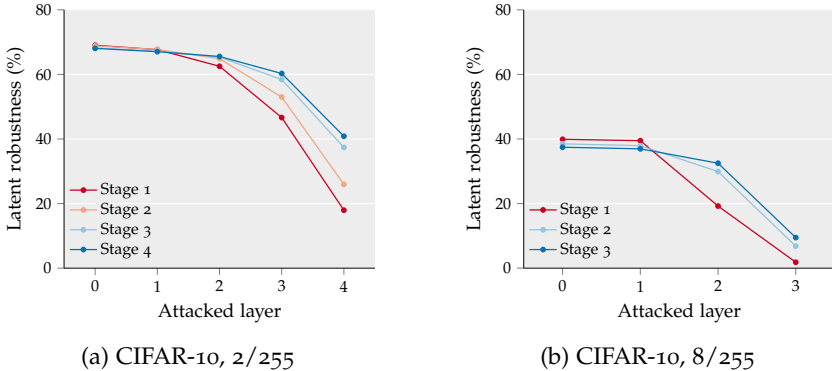 Latent robustness (%)
80
60
40
20
0
Stage 1
Stage 2
Stage 3
Stage 4
0 1 2 3 4
Attacked layer
(a) CIFAR-10, 2/255
Latent robustness (%)
80
60
40
20
0
Stage 1
Stage 2
Stage 3
0 1 2 3
Attacked layer
(b) CIFAR-10, 8/255